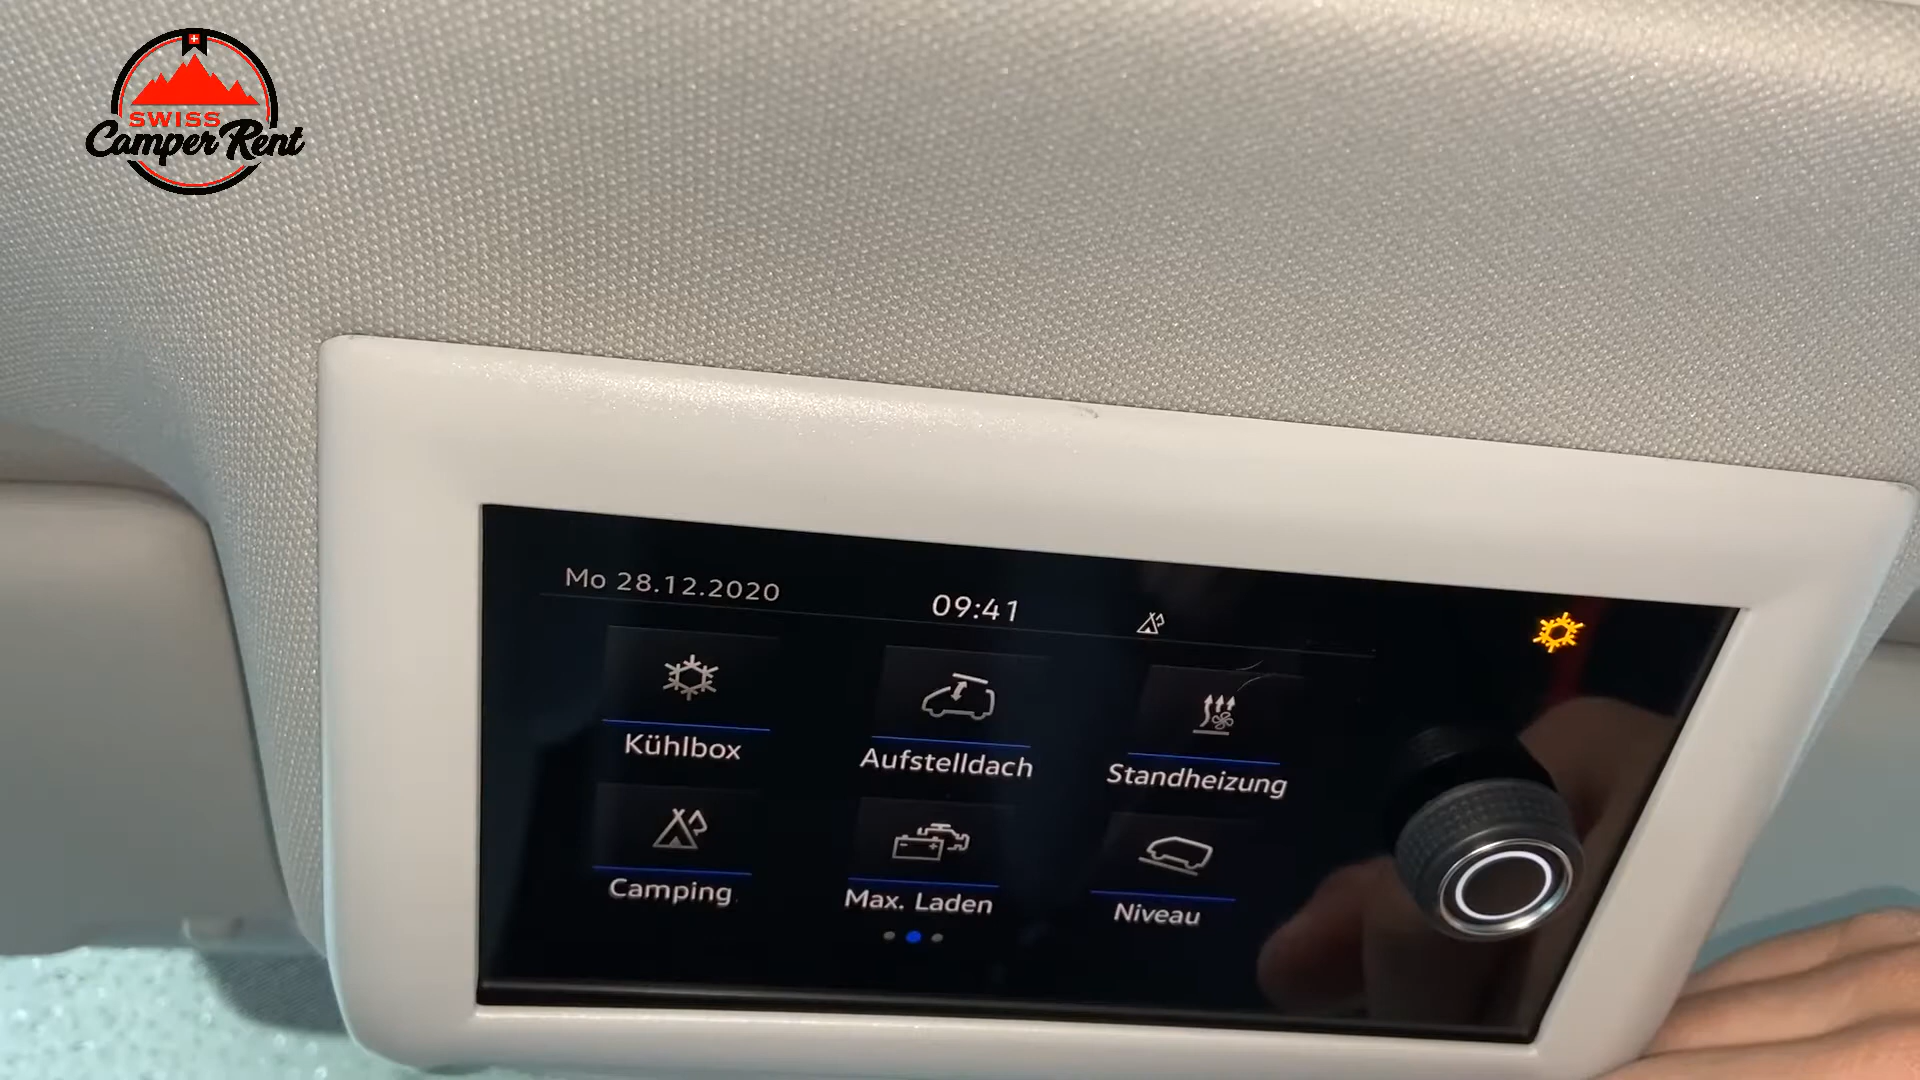 SWISS
Camper Rent
Mo 28.12.2020
09:41
Kühlbox
Aufstelldach
Standheizung
Camping
Max. Laden
Niveau